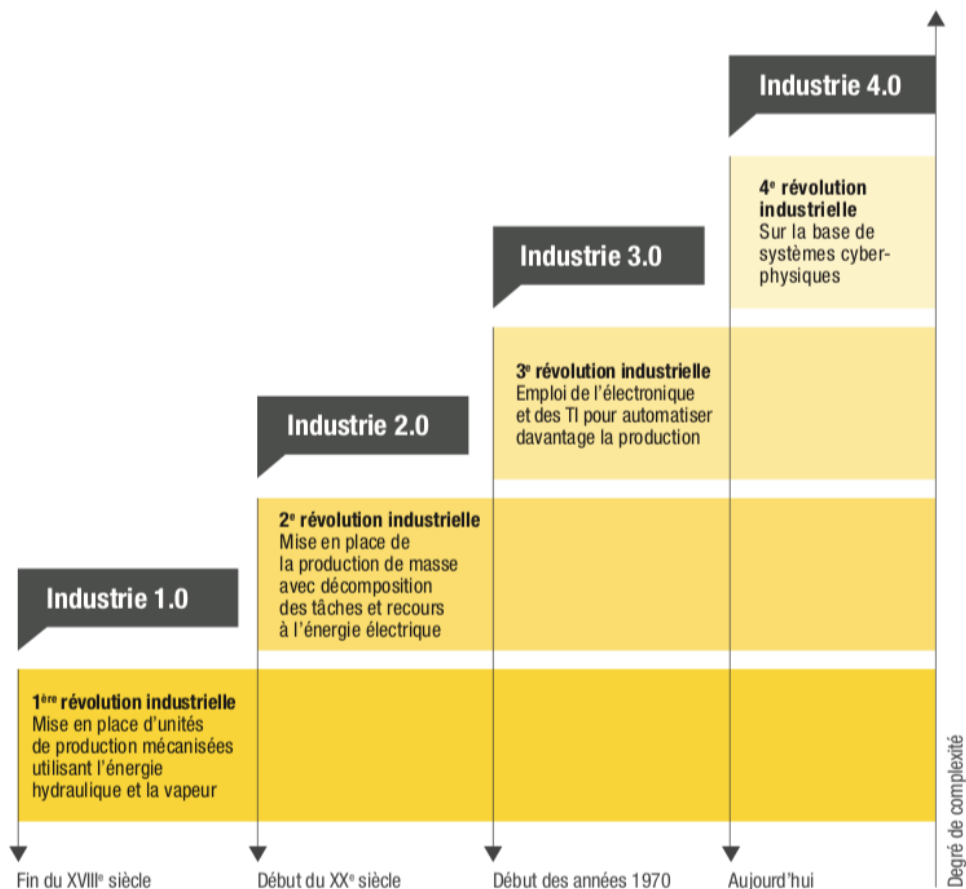 Industrie 4.0
4e révolution
industrielle
Sur la base de
systèmes cyber-
physiques
Industrie 3.0
3e révolution industrielle
Emploi de l’électronique
et des TI pour automatiser
davantage la production
Industrie 2.0
2e révolution industrielle
Mise en place de
la production de masse
avec décomposition
des tâches et recours
à l’énergie électrique
Industrie 1.0
1ère révolution industrielle
Mise en place d’unités
de production mécanisées
utilisant l’énergie
hydraulique et la vapeur
Degré de complexité
Fin du XVIIIe siècle
Début du XXe siècle
Début des années 1970
Aujourd’hui